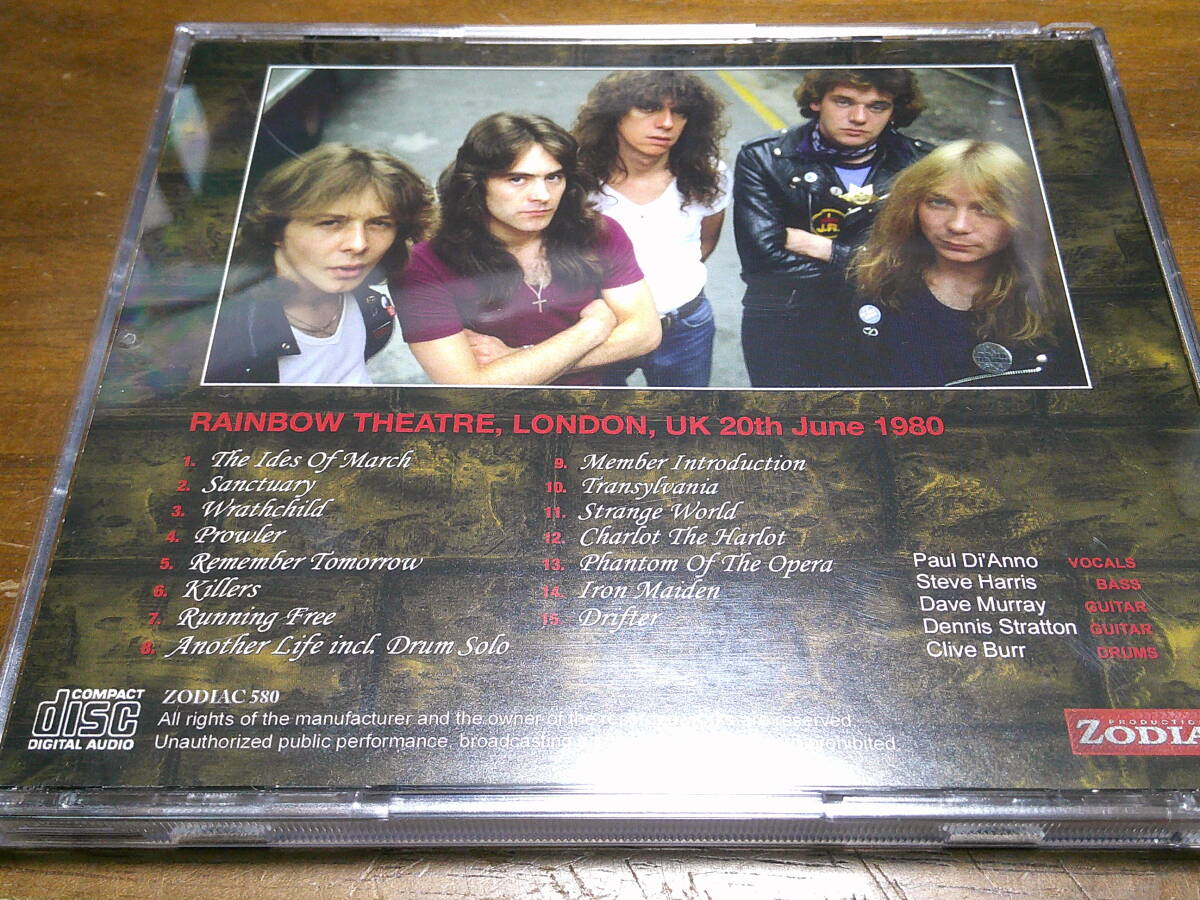 RAINBOW THEATRE, LONDON, UK 20th June 1980
1. The Ides Of March
2. Sanctuary
3. Wrathchild
4. Prowler
5. Remember Tomorrow
6. Killers
7. Running Free
8. Another Life incl. Drum Solo
9. Member Introduction
10. Transylvania
11. Strange World
12. Charlot The Harlot
13. Phantom Of The Opera
14. Iron Maiden
15. Drifter
Paul Di'Anno VOCALS
Steve Harris BASS
Dave Murray GUITAR
Dennis Stratton GUITAR
Clive Burr DRUMS
COMPACT
disc
DIGITAL AUDIO
ZODIAC 580
All rights of the manufacturer and the owner of the reserved
Unauthorized public performance, broadcasting prohibited.
J.R.